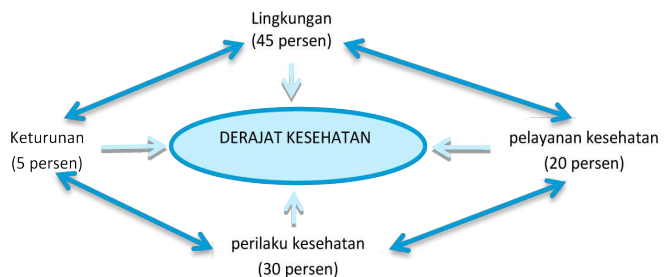 Lingkungan
(45 persen)
Keturunan
(5 persen)
DERAJAT KESEHATAN
pelayanan kesehatan
(20 persen)
perilaku kesehatan
(30 persen)